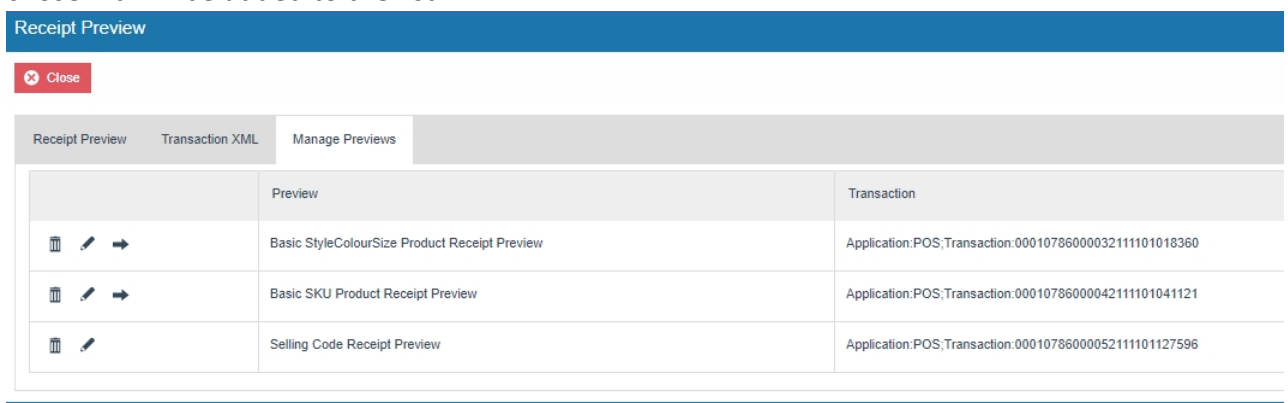 Receipt Preview
Close
Receipt Preview Transaction XML Manage Previews
Preview Transaction
Basic StyleColourSize Product Receipt Preview Application:POS;Transaction:00010786000032111101018360
Basic SKU Product Receipt Preview Application:POS;Transaction:00010786000042111101041121
Selling Code Receipt Preview Application:POS;Transaction:00010786000052111101127596